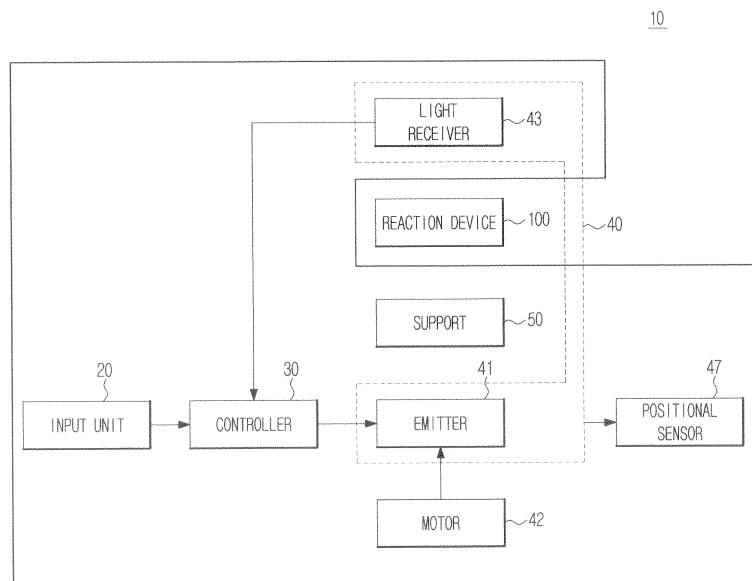 10
LIGHT
RECEIVER
43
REACTION DEVICE
100
40
SUPPORT
50
20
30
41
47
INPUT UNIT
CONTROLLER
EMITTER
POSITIONAL
SENSOR
MOTOR
42